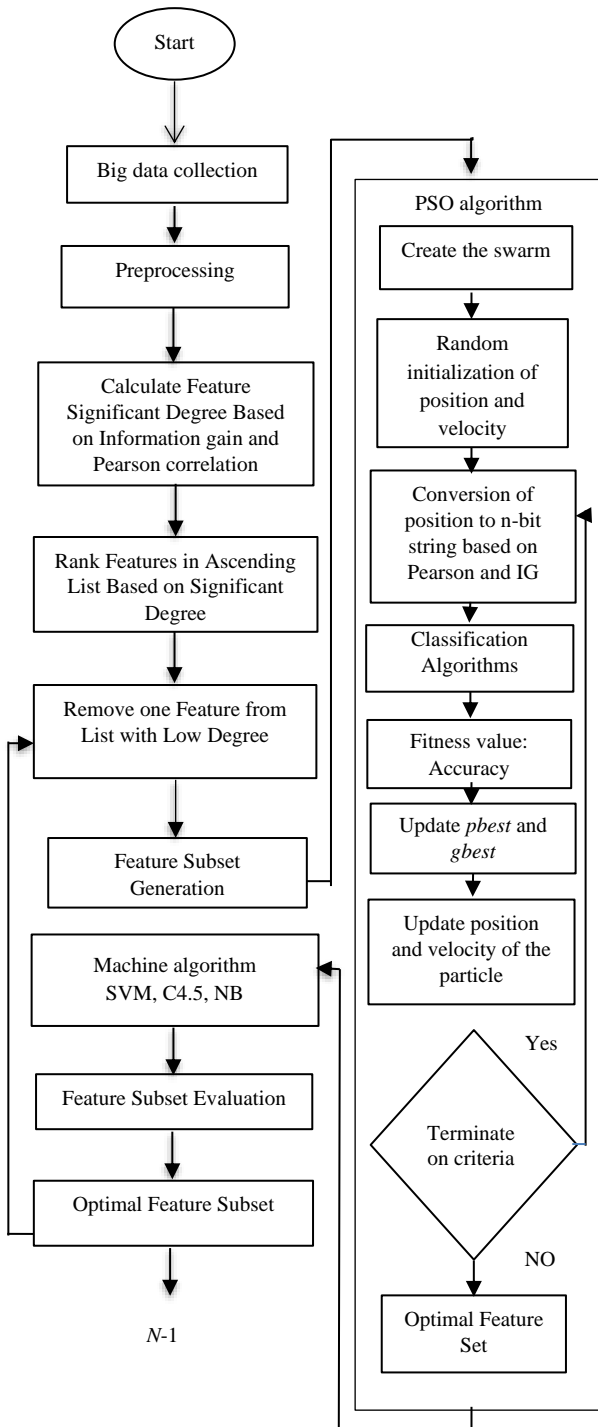 Start
Big data collection
Preprocessing
Calculate Feature
Significant Degree Based
on Information gain and
Pearson correlation
Rank Features in Ascending
List Based on Significant
Degree
Remove one Feature from
List with Low Degree
Feature Subset
Generation
Machine algorithm
SVM, C4.5, NB
Feature Subset Evaluation
Optimal Feature Subset
N-1
PSO algorithm
Create the swarm
Random
initialization of
position and
velocity
Conversion of
position to n-bit
string based on
Pearson and IG
Classification
Algorithms
Fitness value:
Accuracy
Update pbest and
gbest
Update position
and velocity of the
particle
Yes
Terminate
on criteria
NO
Optimal Feature
Set